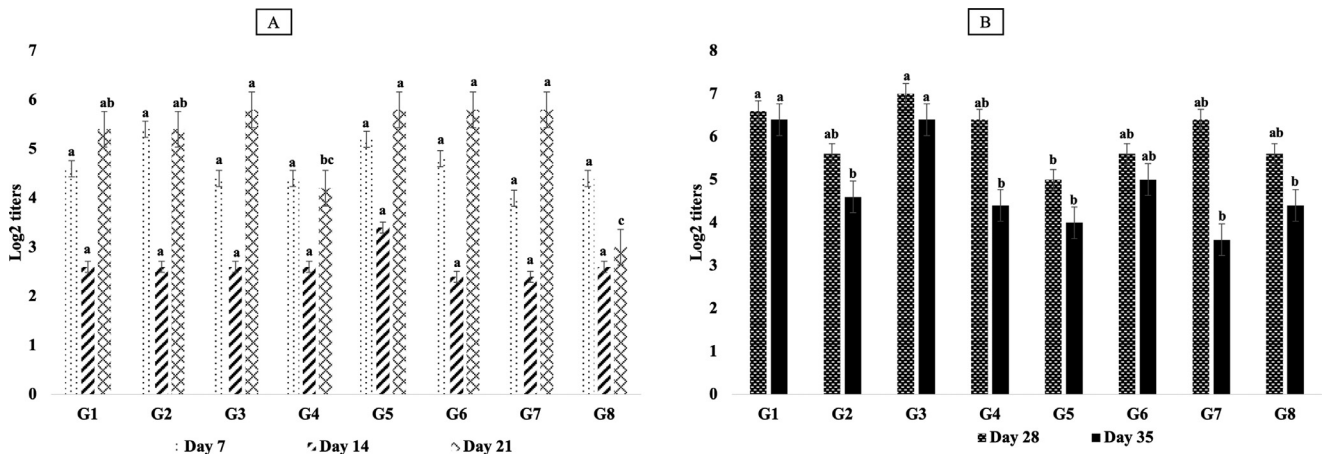 A
Log2 titers
7
6
5
4
3
2
1
0
a a ab
a a ab
a a a
a a bc
a a a
a a a
a a a
a a c
G1 G2 G3 G4 G5 G6 G7 G8
Day 7 Day 14 Day 21
B
Log2 titers
8
7
6
5
4
3
2
1
0
a a
ab b
a a
ab b
b b
ab ab
ab b
ab b
G1 G2 G3 G4 G5 G6 G7 G8
Day 28 Day 35